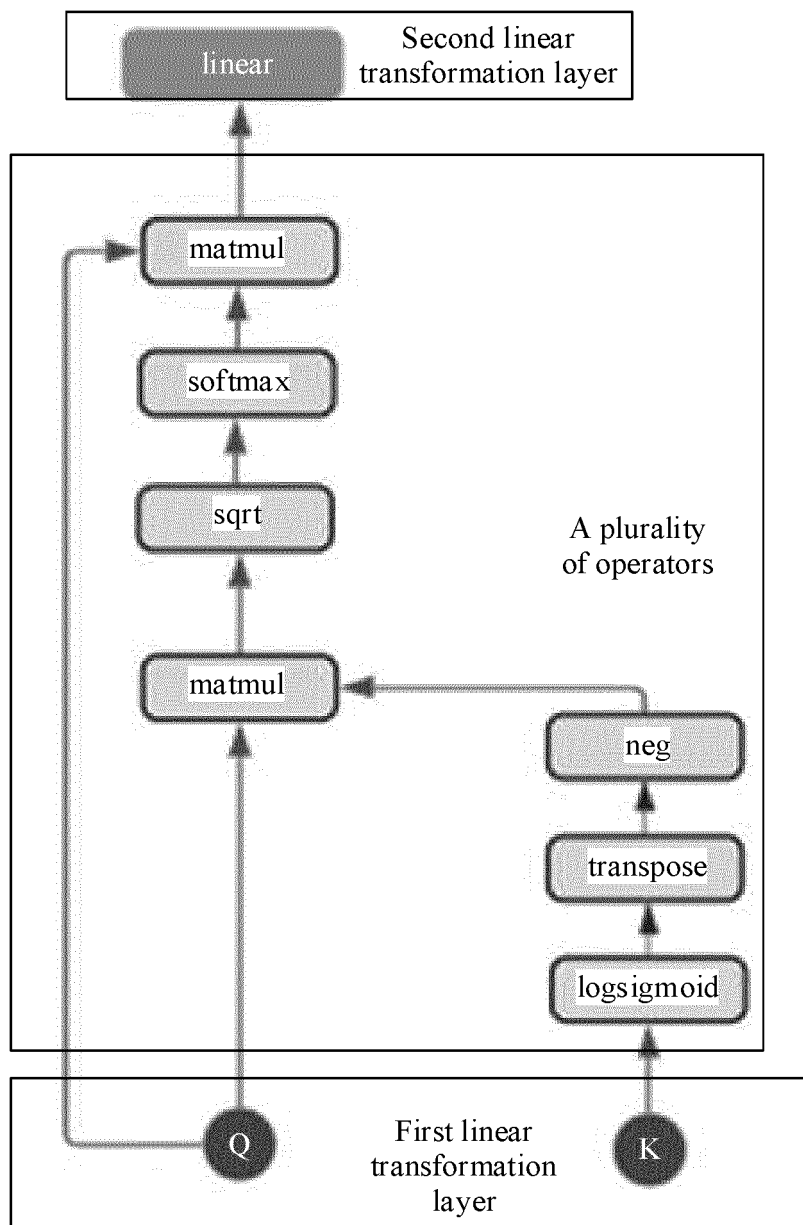 linear
Second linear
transformation layer
matmul
softmax
sqrt
A plurality
of operators
matmul
neg
transpose
logsigmoid
Q
First linear
transformation
layer
K